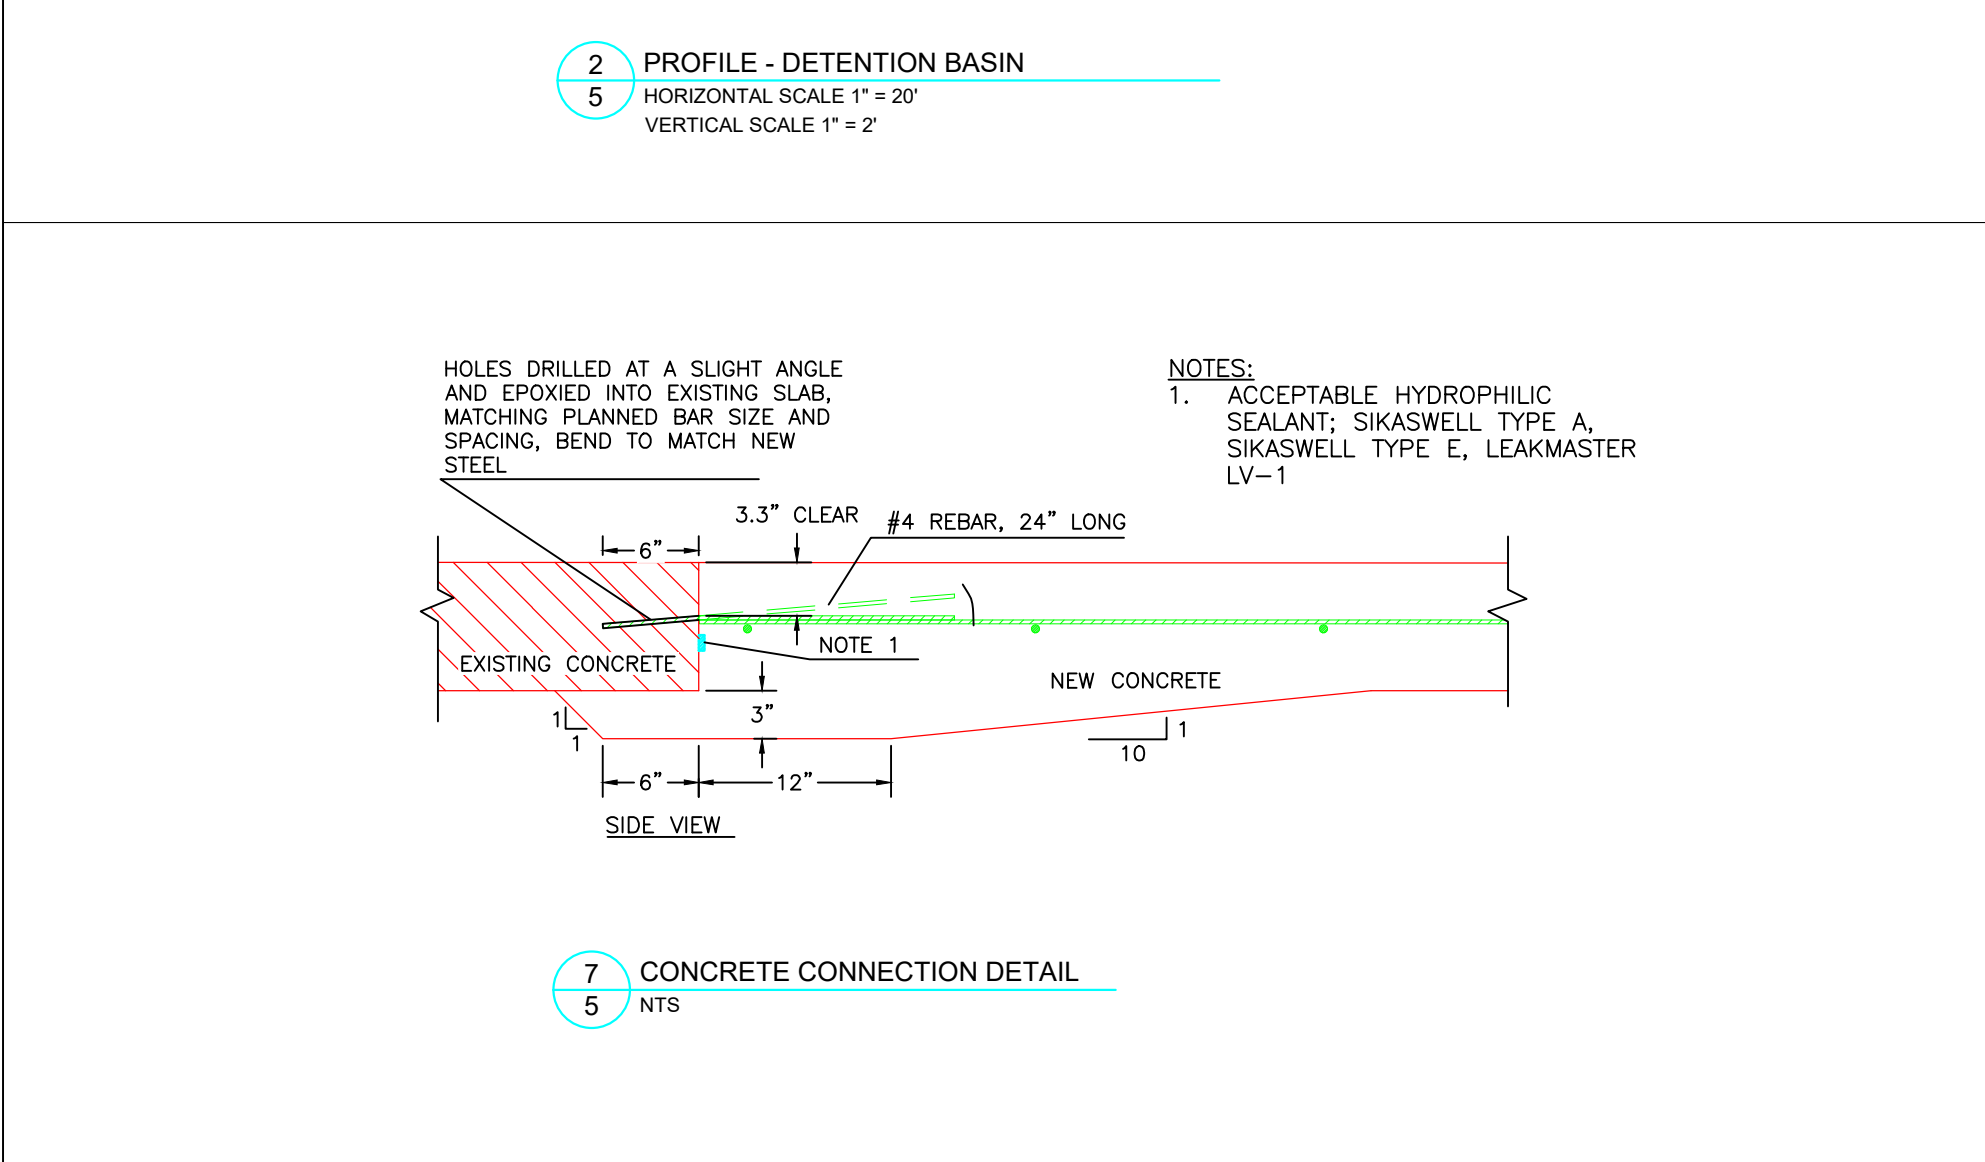 2
5
PROFILE - DETENTION BASIN
HORIZONTAL SCALE 1" = 20'
VERTICAL SCALE 1" = 2'
HOLES DRILLED AT A SLIGHT ANGLE
AND EPOXIED INTO EXISTING SLAB,
MATCHING PLANNED BAR SIZE AND
SPACING, BEND TO MATCH NEW
STEEL
NOTES:
1. ACCEPTABLE HYDROPHILIC
SEALANT; SIKASWELL TYPE A,
SIKASWELL TYPE E, LEAKMASTER
LV-1
3.3" CLEAR
#4 REBAR, 24" LONG
6"
NOTE 1
EXISTING CONCRETE
NEW CONCRETE
3"
1
1
1
10
6"
12"
SIDE VIEW
7
5
CONCRETE CONNECTION DETAIL
NTS